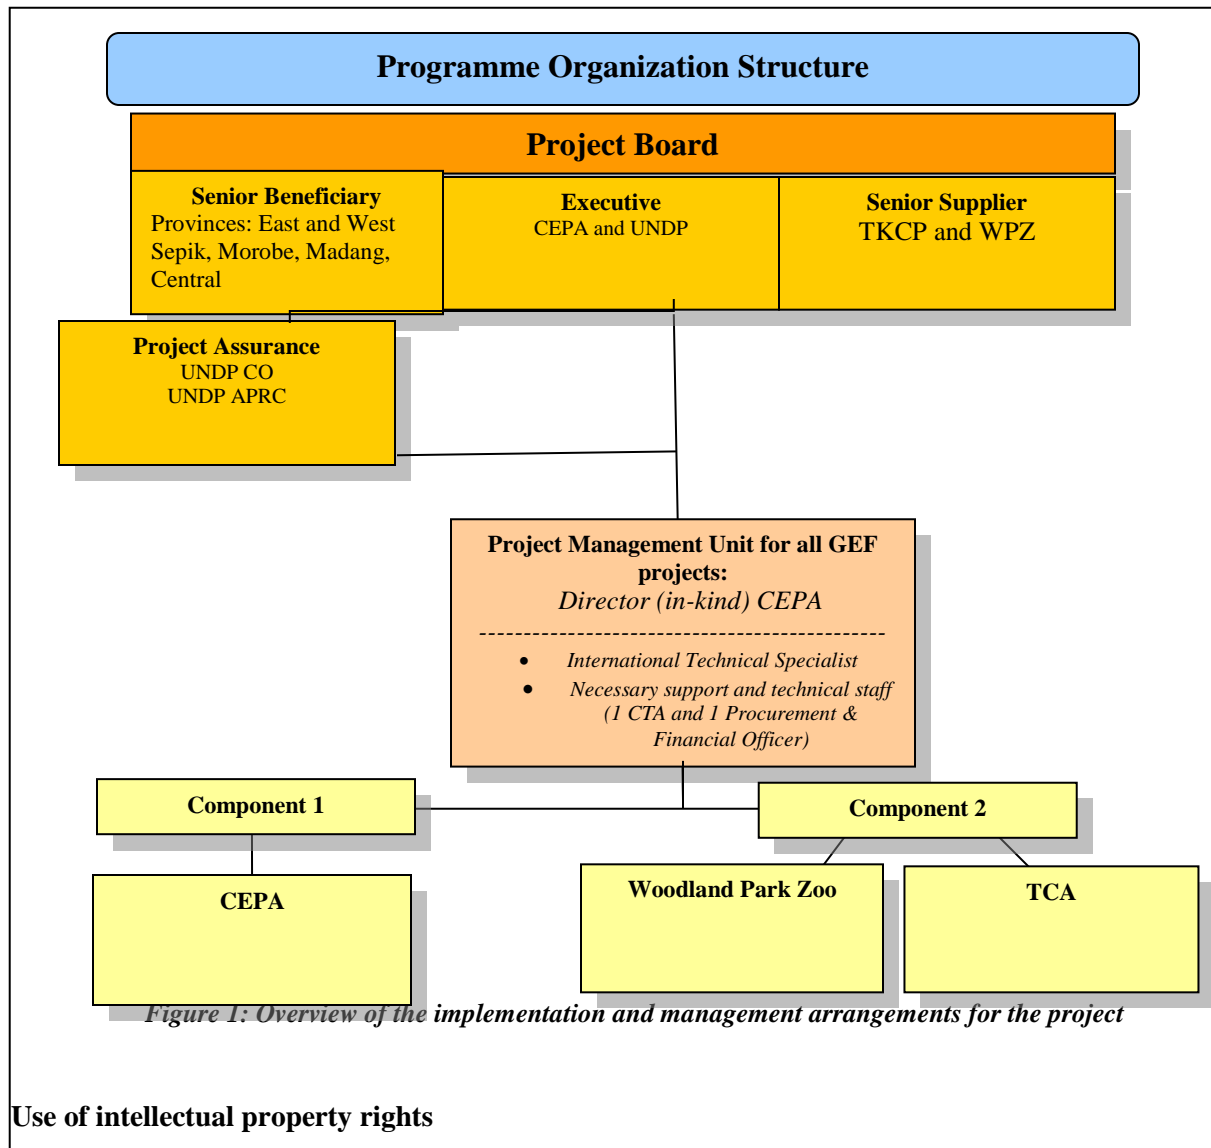 Programme Organization Structure
Project Board
Senior Beneficiary
Provinces: East and West
Sepik, Morobe, Madang,
Central
Executive
CEPA and UNDP
Senior Supplier
TKCP and WPZ
Project Assurance
UNDP CO
UNDP APRC
Project Management Unit for all GEF
projects:
Director (in-kind) CEPA
----------------------------------------------
• International Technical Specialist
• Necessary support and technical staff
(1 CTA and 1 Procurement &
Financial Officer)
Component 1
Component 2
CEPA
Woodland Park Zoo
TCA
Figure 1: Overview of the implementation and management arrangements for the project
Use of intellectual property rights